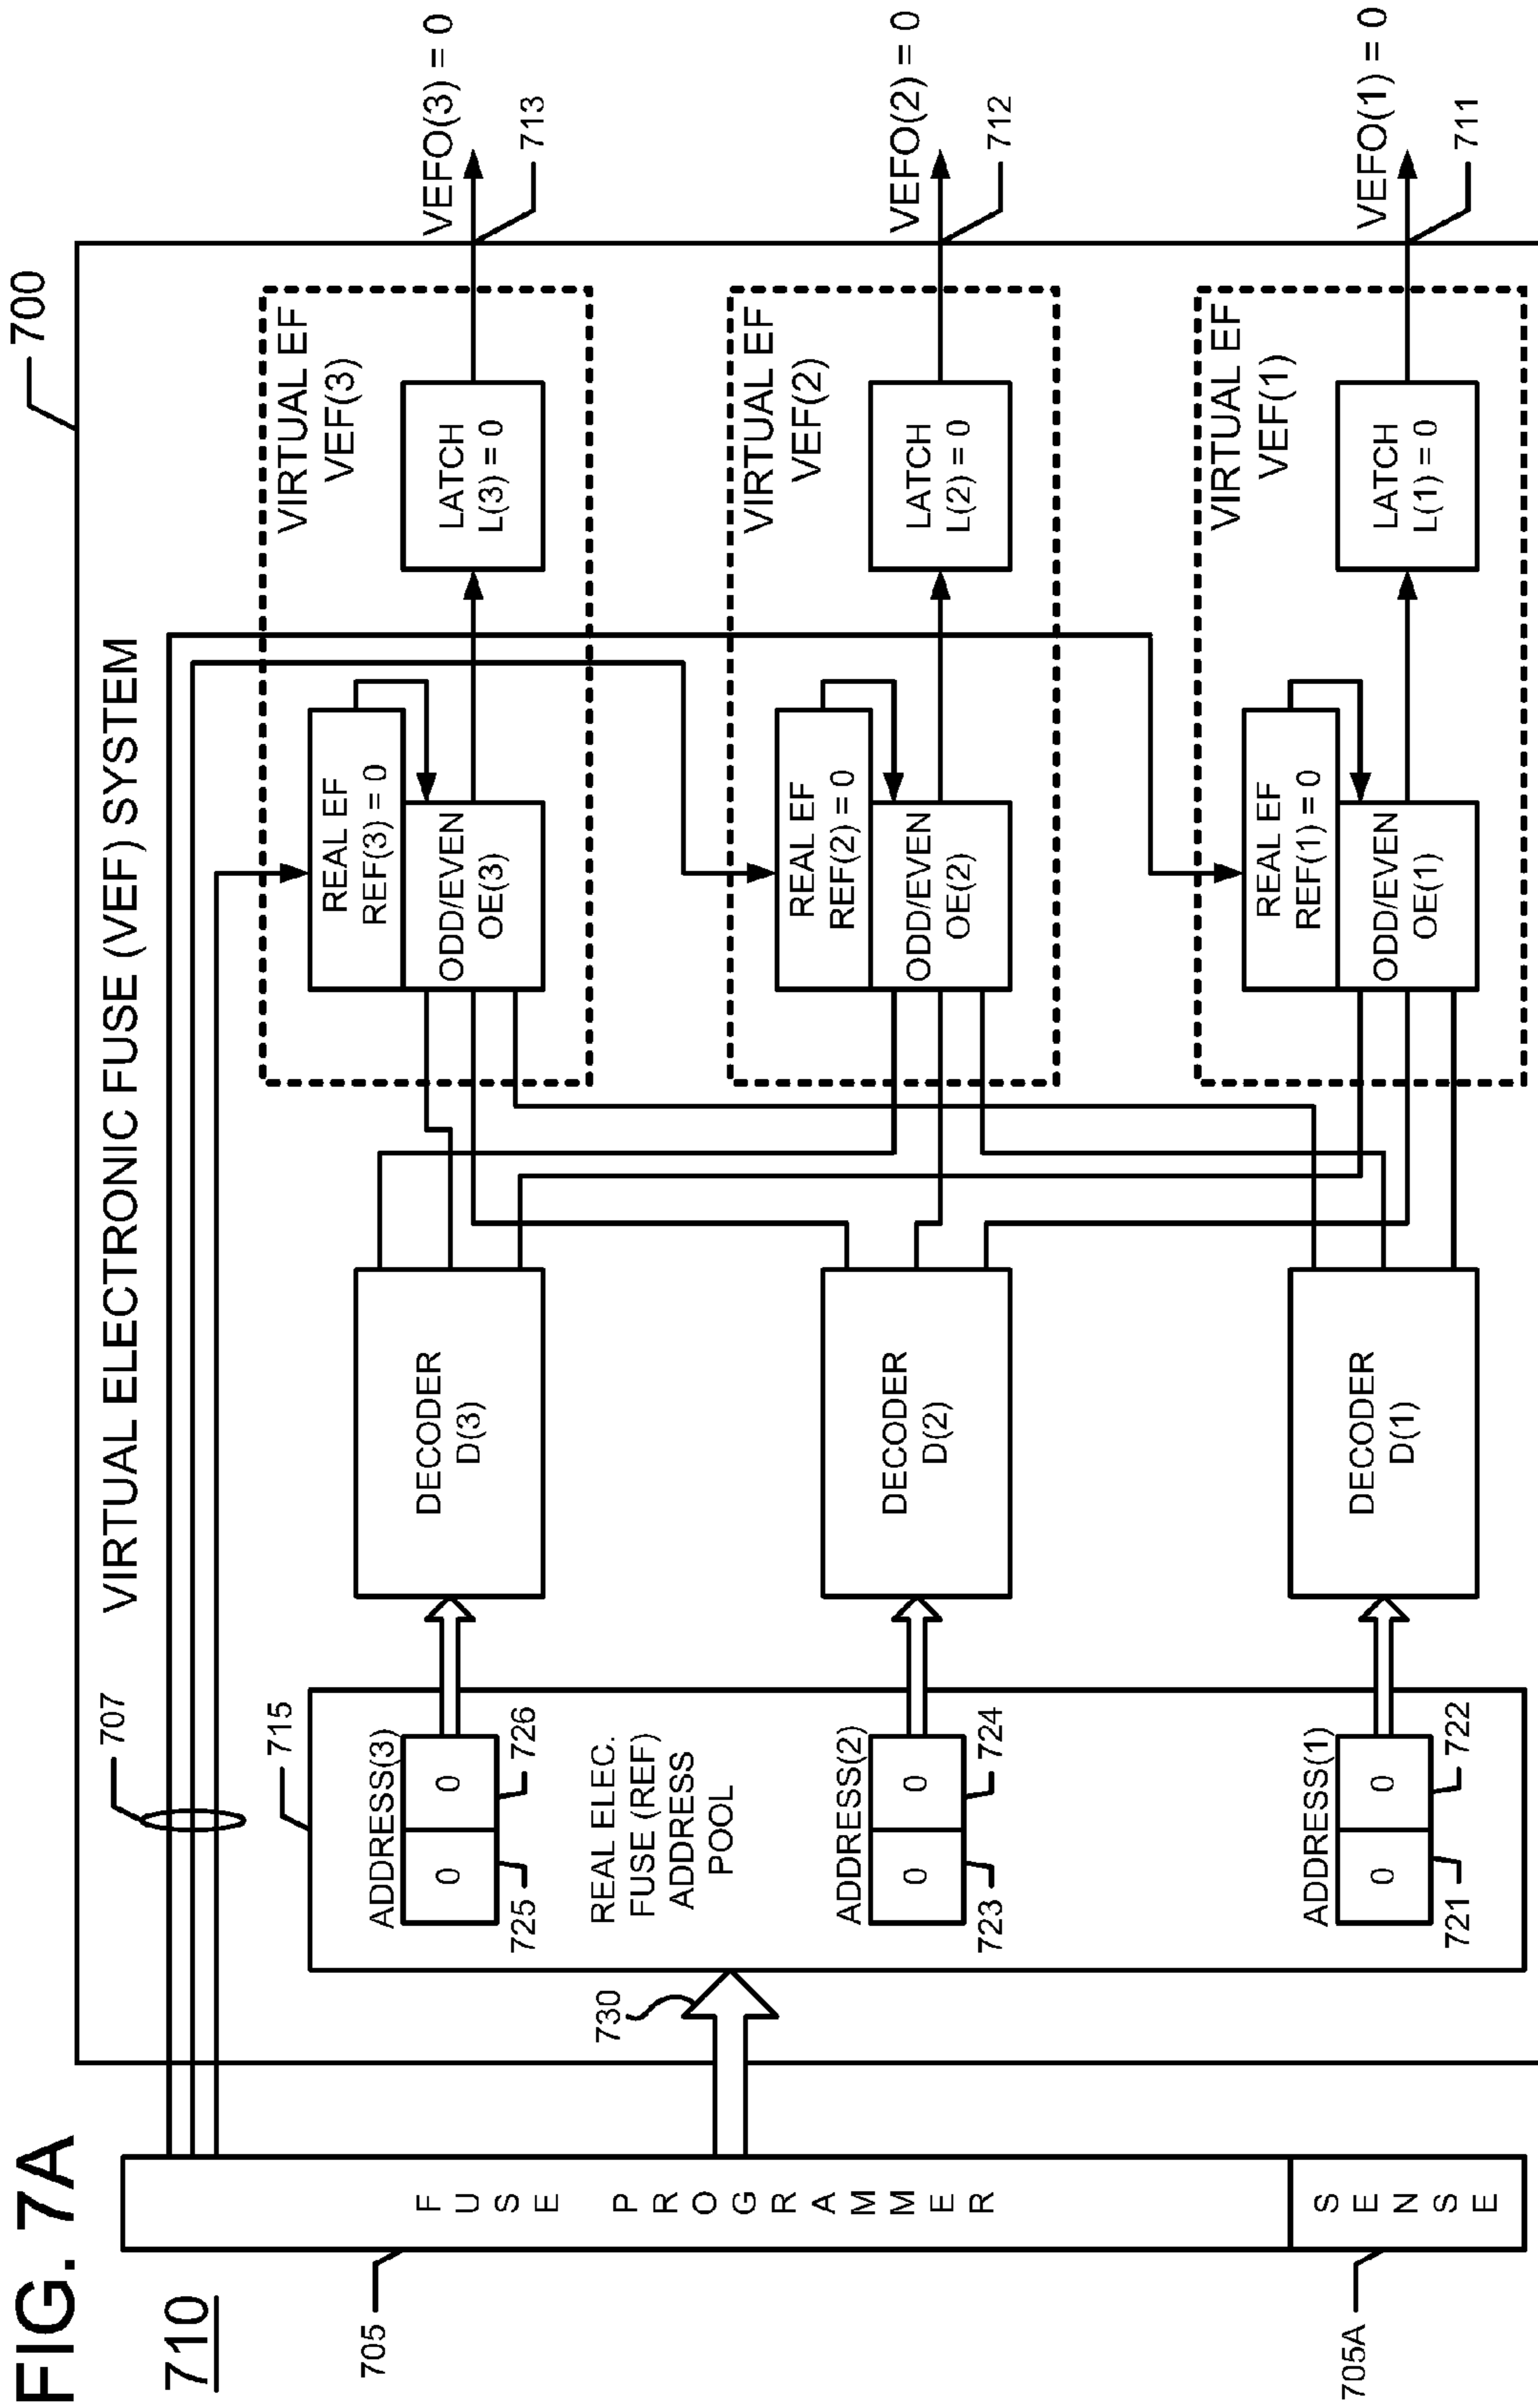 FIG. 7A
710
700
VIRTUAL ELECTRONIC FUSE (VEF) SYSTEM
707
715
705
FUSE PROGRAMMER
705A
SENSE
730
ADDRESS(3)
0
0
725
726
REAL ELEC.
FUSE (REF)
ADDRESS
POOL
ADDRESS(2)
0
0
723
724
ADDRESS(1)
0
0
721
722
DECODER
D(3)
DECODER
D(2)
DECODER
D(1)
VIRTUAL EF
VEF(3)
REAL EF
REF(3) = 0
ODD/EVEN
OE(3)
LATCH
L(3) = 0
VEFO(3) = 0
713
VIRTUAL EF
VEF(2)
REAL EF
REF(2) = 0
ODD/EVEN
OE(2)
LATCH
L(2) = 0
VEFO(2) = 0
712
VIRTUAL EF
VEF(1)
REAL EF
REF(1) = 0
ODD/EVEN
OE(1)
LATCH
L(1) = 0
VEFO(1) = 0
711